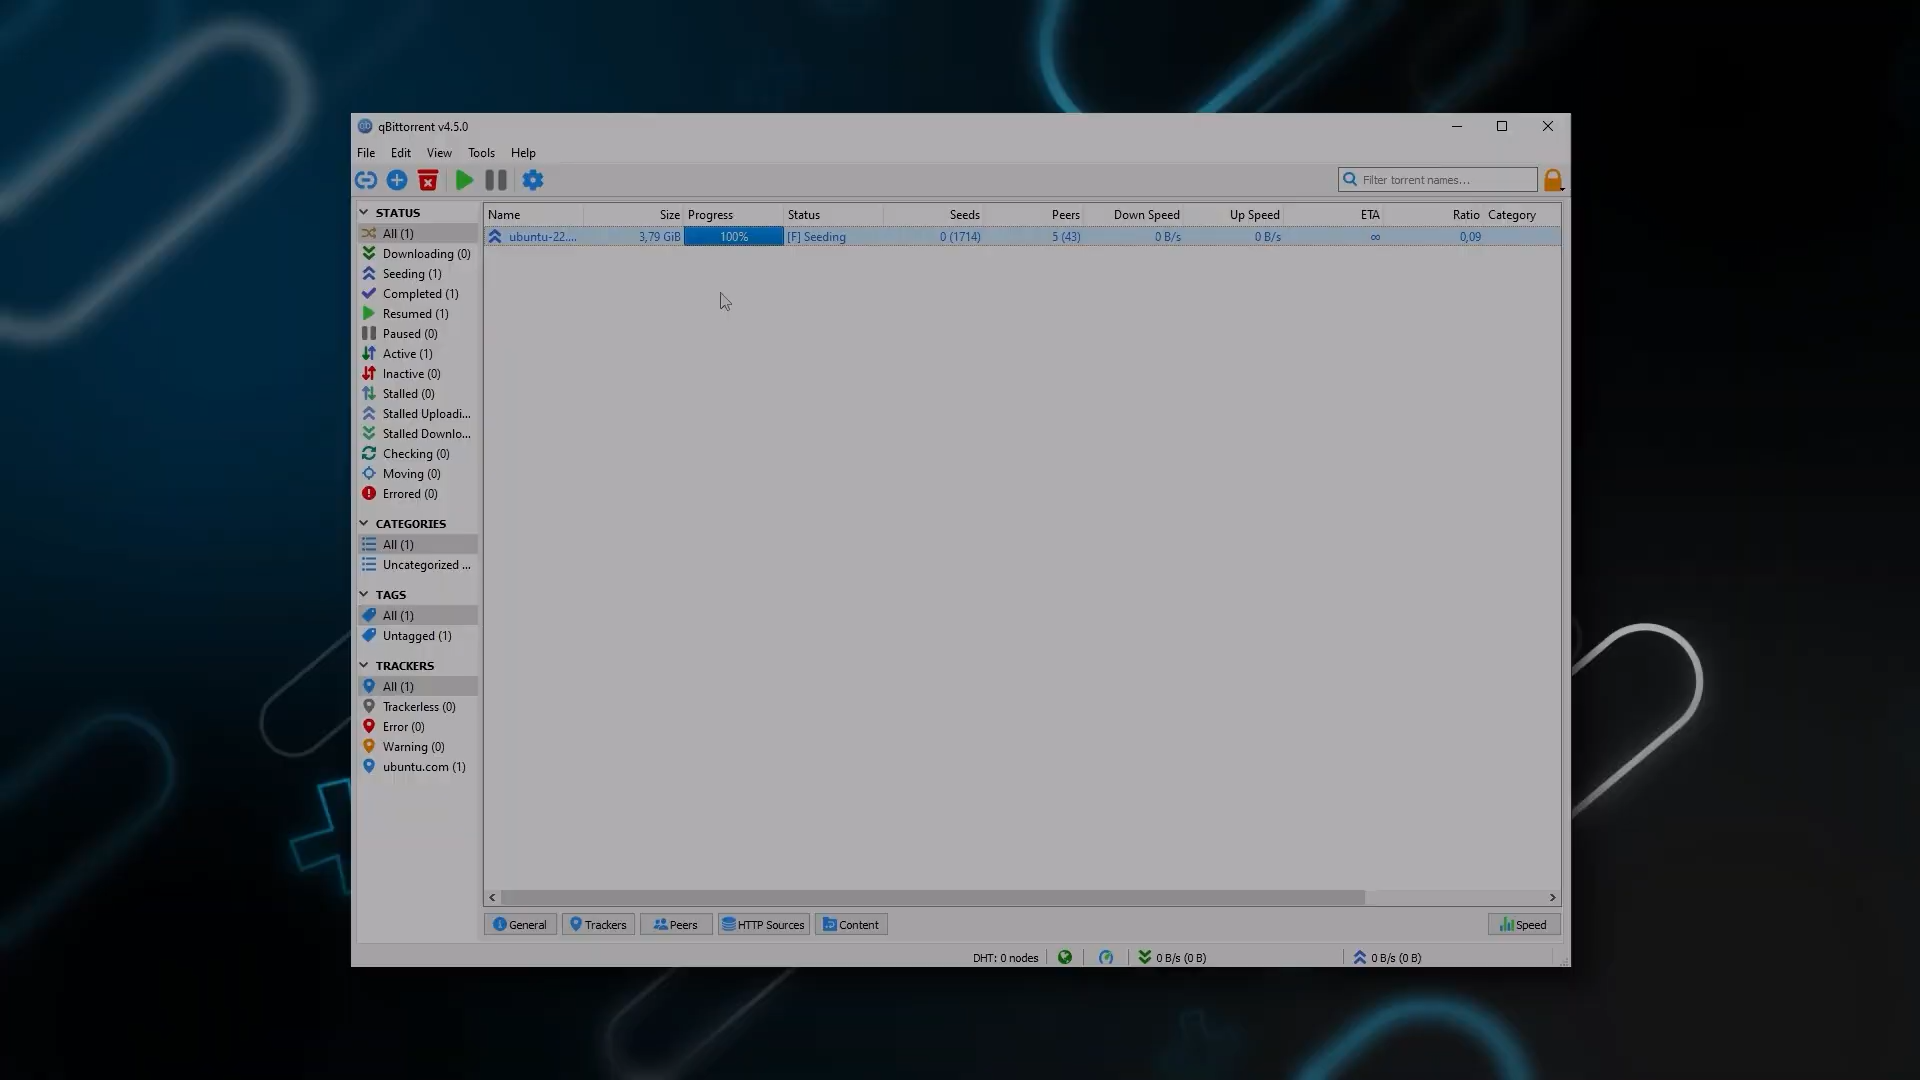 qBittorrent v4.5.0
File Edit View Tools Help
Filter torrent names...
STATUS
All (1)
Downloading (0)
Seeding (1)
Completed (1)
Resumed (1)
Paused (0)
Active (1)
Inactive (0)
Stalled (0)
Stalled Uploadi...
Stalled Downlo...
Checking (0)
Moving (0)
Errored (0)
CATEGORIES
All (1)
Uncategorized ...
TAGS
All (1)
Untagged (1)
TRACKERS
All (1)
Trackerless (0)
Error (0)
Warning (0)
ubuntu.com (1)
Name Size Progress Status Seeds Peers Down Speed Up Speed ETA Ratio Category
ubuntu-22.... 3,79 GiB 100% [F] Seeding 0 (1714) 5 (43) 0 B/s 0 B/s ∞ 0,09
General Trackers Peers HTTP Sources Content Speed
DHT: 0 nodes 0 B/s (0 B) 0 B/s (0 B)